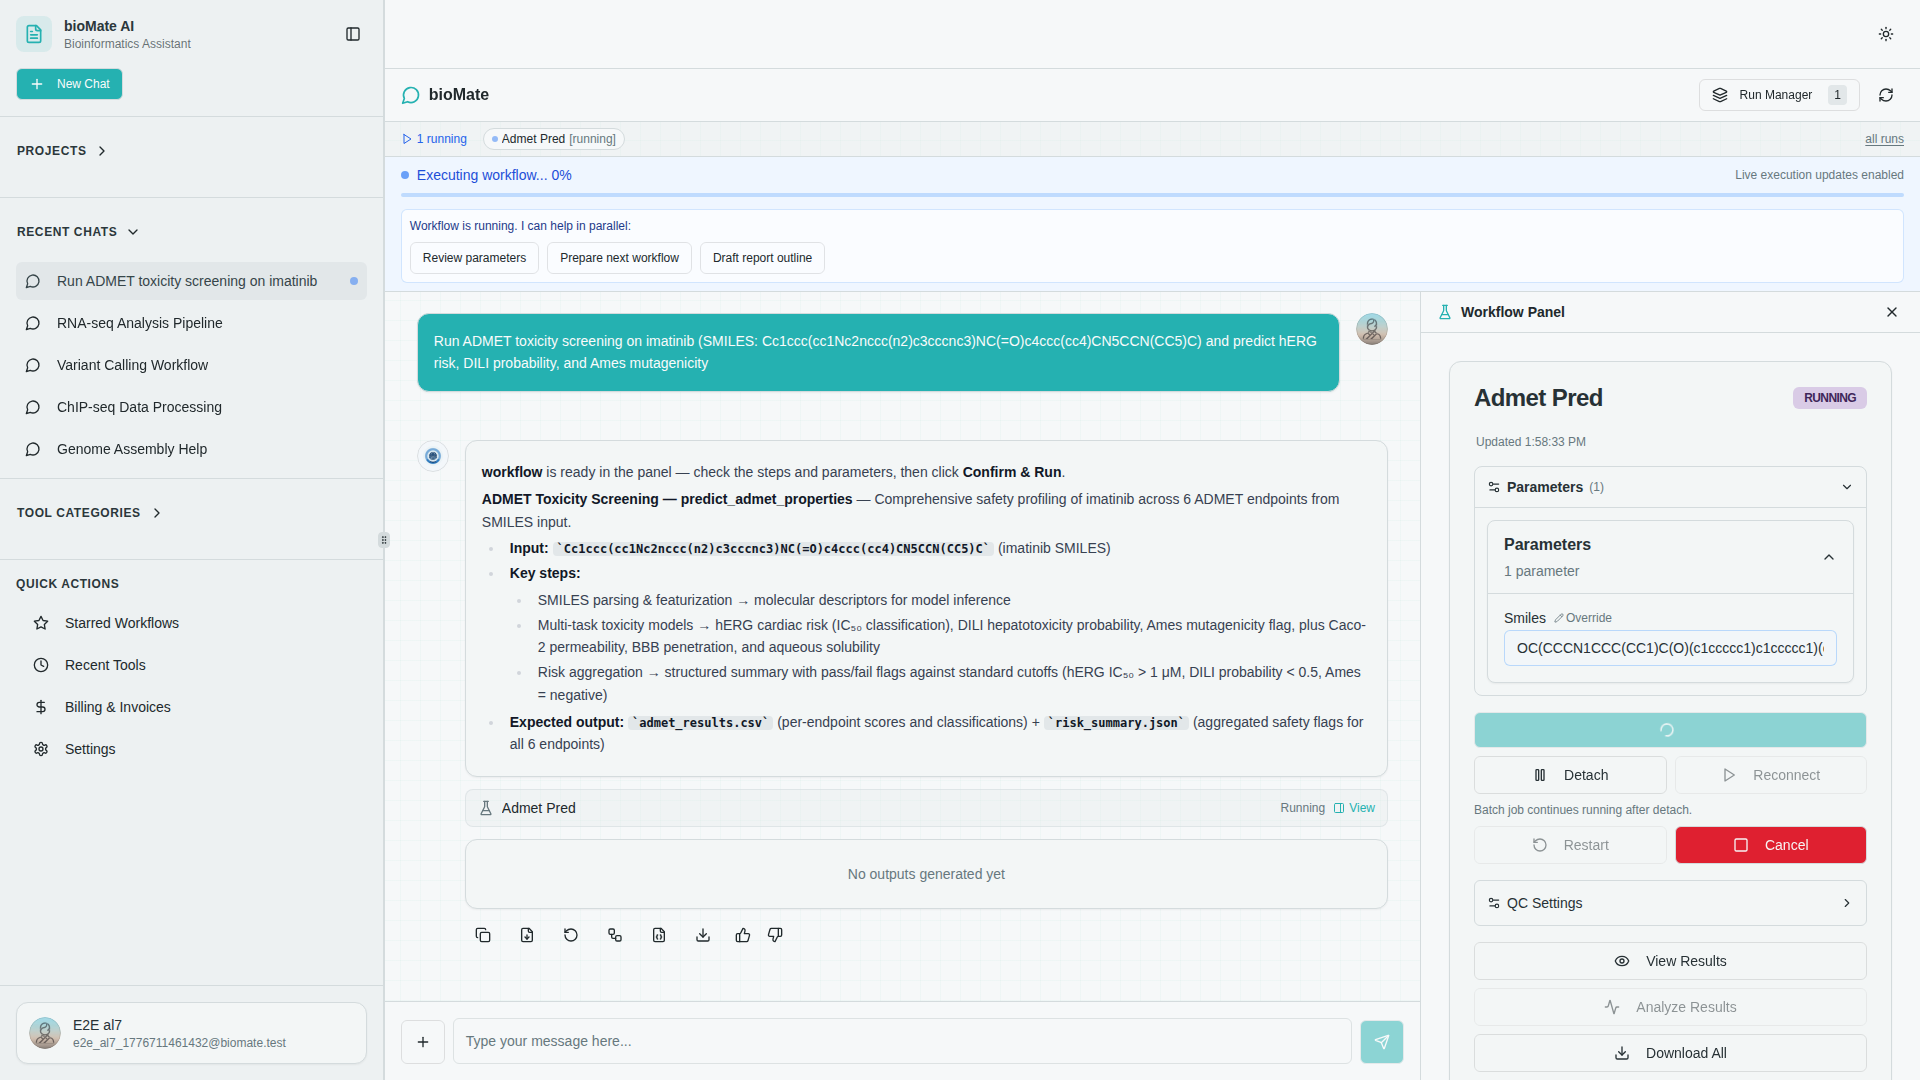 bioMate AI
Bioinformatics Assistant
New Chat
PROJECTS
RECENT CHATS
Run ADMET toxicity screening on imatinib
RNA-seq Analysis Pipeline
Variant Calling Workflow
ChIP-seq Data Processing
Genome Assembly Help
TOOL CATEGORIES
QUICK ACTIONS
Starred Workflows
Recent Tools
Billing & Invoices
Settings
E2E al7
e2e_al7_1776711461432@biomate.test
bioMate
Run Manager 1
1 running Admet Pred [running] all runs
Executing workflow... 0% Live execution updates enabled
Workflow is running. I can help in parallel:
Review parameters Prepare next workflow Draft report outline
Run ADMET toxicity screening on imatinib (SMILES: Cc1ccc(cc1Nc2nccc(n2)c3cccnc3)NC(=O)c4ccc(cc4)CN5CCN(CC5)C) and predict hERG
risk, DILI probability, and Ames mutagenicity
workflow is ready in the panel — check the steps and parameters, then click Confirm & Run.
ADMET Toxicity Screening — predict_admet_properties — Comprehensive safety profiling of imatinib across 6 ADMET endpoints from
SMILES input.
Input: `Cc1ccc(cc1Nc2nccc(n2)c3cccnc3)NC(=O)c4ccc(cc4)CN5CCN(CC5)C` (imatinib SMILES)
Key steps:
SMILES parsing & featurization → molecular descriptors for model inference
Multi-task toxicity models → hERG cardiac risk (IC₅₀ classification), DILI hepatotoxicity probability, Ames mutagenicity flag, plus Caco-
2 permeability, BBB penetration, and aqueous solubility
Risk aggregation → structured summary with pass/fail flags against standard cutoffs (hERG IC₅₀ > 1 μM, DILI probability < 0.5, Ames
= negative)
Expected output: `admet_results.csv` (per-endpoint scores and classifications) + `risk_summary.json` (aggregated safety flags for
all 6 endpoints)
Admet Pred Running View
No outputs generated yet
Type your message here...
Workflow Panel
Admet Pred RUNNING
Updated 1:58:33 PM
Parameters (1)
Parameters
1 parameter
Smiles Override
OC(CCCN1CCC(CC1)C(O)(c1ccccc1)c1ccccc1)(
Detach Reconnect
Batch job continues running after detach.
Restart Cancel
QC Settings
View Results
Analyze Results
Download All